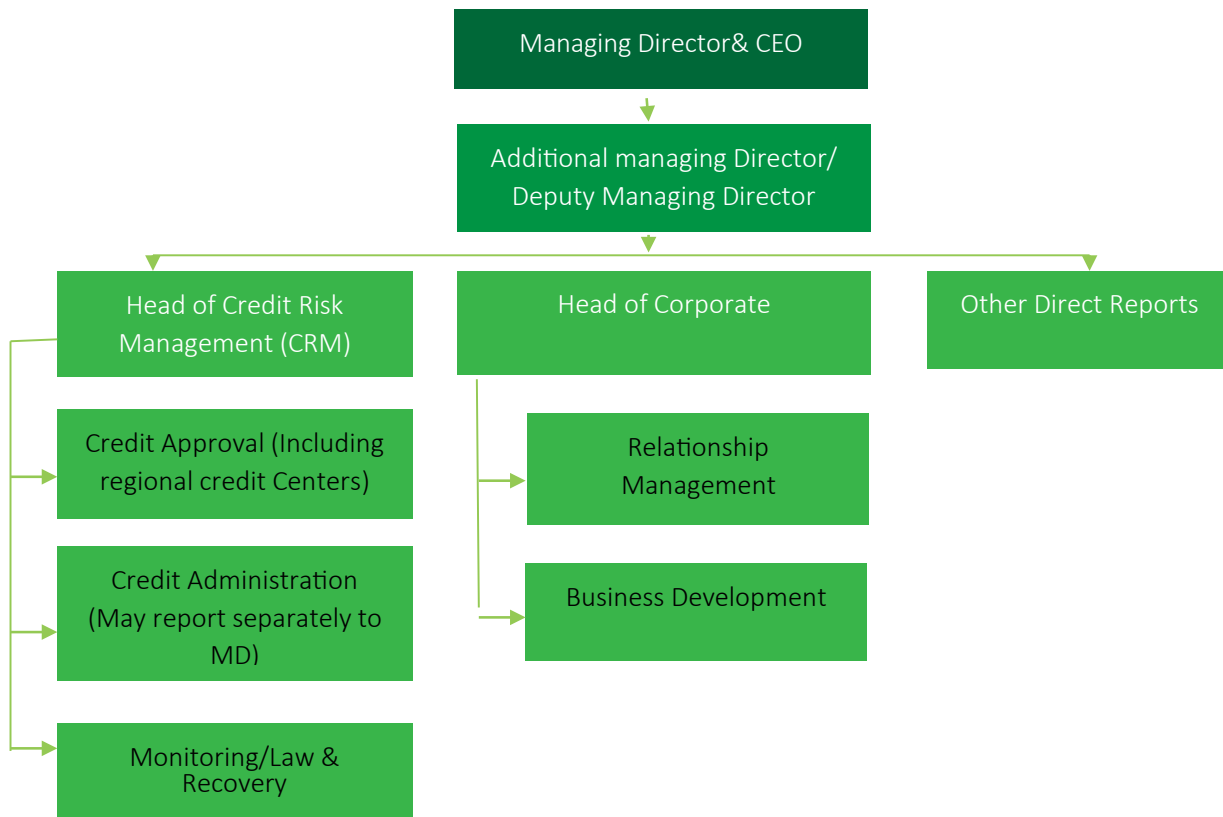 Managing Director& CEO
Additional managing Director/
Deputy Managing Director
Head of Credit Risk
Management (CRM)
Head of Corporate
Other Direct Reports
Credit Approval (Including
regional credit Centers)
Relationship
Management
Credit Administration
(May report separately to
MD)
Business Development
Monitoring/Law &
Recovery